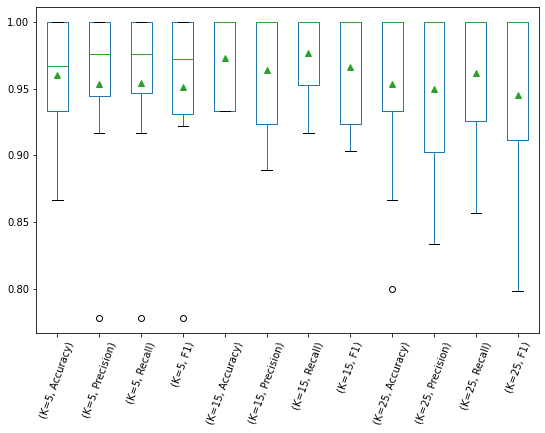 1.00
0.95
0.90
0.85
0.80
(K=5, Accuracy)
(K=5, Precision)
(K=5, Recall)
(K=5, F1)
(K=15, Accuracy)
(K=15, Precision)
(K=15, Recall)
(K=15, F1)
(K=25, Accuracy)
(K=25, Precision)
(K=25, Recall)
(K=25, F1)